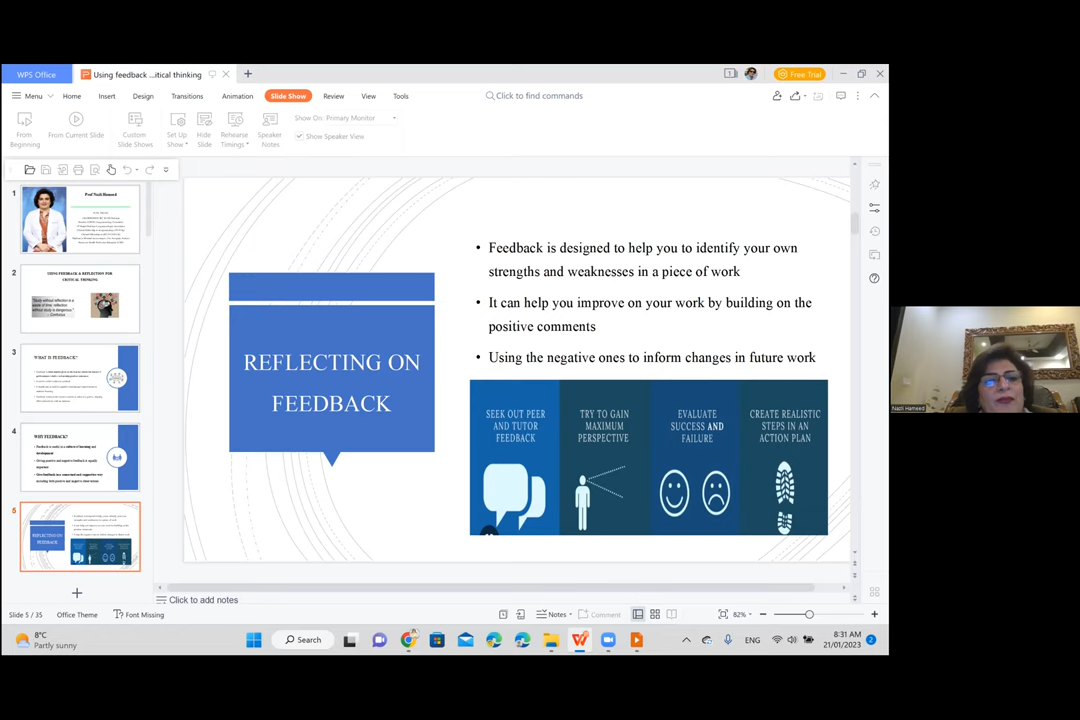 WPS Office
Using feedback ...itical thinking
1
Free Trial
Menu
Home
Insert
Design
Transitions
Animation
Slide Show
Review
View
Tools
Click to find commands
From Beginning
From Current Slide
Custom Slide Shows
Set Up Show
Hide Slide
Rehearse Timings
Speaker Notes
Show On: Primary Monitor
Show Speaker View
1
Prof Nazli Hameed
2
USING FEEDBACK & REFLECTION FOR
CRITICAL THINKING
3
WHAT IS FEEDBACK?
4
WHY FEEDBACK?
5
REFLECTING ON
FEEDBACK
REFLECTING ON
FEEDBACK
• Feedback is designed to help you to identify your own
strengths and weaknesses in a piece of work
• It can help you improve on your work by building on the
positive comments
• Using the negative ones to inform changes in future work
SEEK OUT PEER
AND TUTOR
FEEDBACK
TRY TO GAIN
MAXIMUM
PERSPECTIVE
EVALUATE
SUCCESS AND
FAILURE
CREATE REALISTIC
STEPS IN AN
ACTION PLAN
Nazli Hameed
Click to add notes
Slide 5 / 35
Office Theme
Font Missing
Notes
Comment
82%
8°C
Partly sunny
Search
ENG
8:31 AM
21/01/2023
2